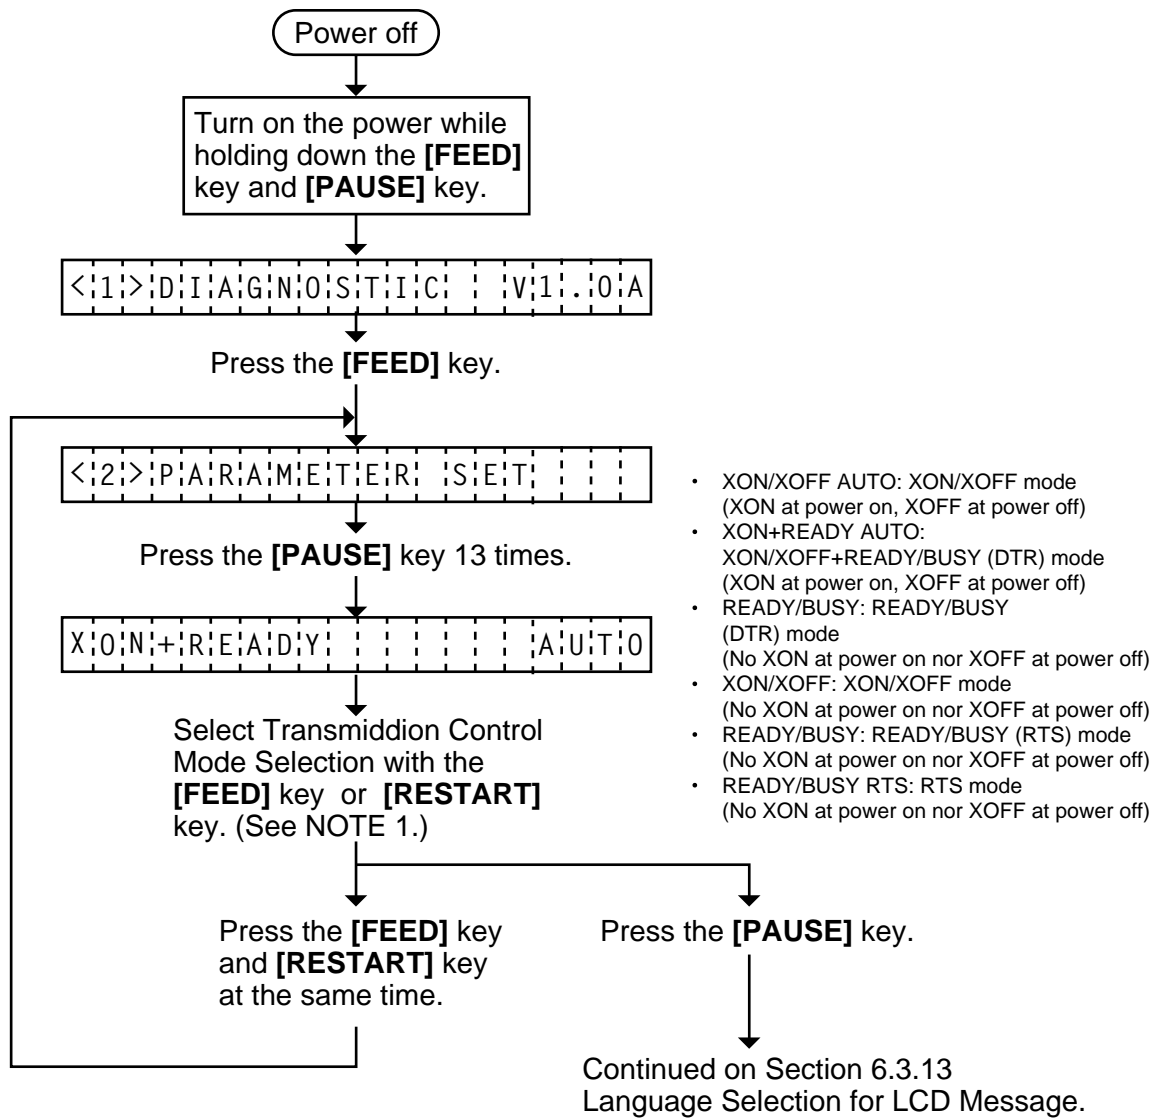 Power off
Turn on the power while
holding down the [FEED]
key and [PAUSE] key.
<1>DIAGNOSTIC  V1.0A
Press the [FEED] key.
<2>PARAMETER SET
Press the [PAUSE] key 13 times.
XON+READY       AUTO
Select Transmiddion Control
Mode Selection with the
[FEED] key or [RESTART]
key. (See NOTE 1.)
• XON/XOFF AUTO: XON/XOFF mode
(XON at power on, XOFF at power off)
• XON+READY AUTO:
XON/XOFF+READY/BUSY (DTR) mode
(XON at power on, XOFF at power off)
• READY/BUSY: READY/BUSY
(DTR) mode
(No XON at power on nor XOFF at power off)
• XON/XOFF: XON/XOFF mode
(No XON at power on nor XOFF at power off)
• READY/BUSY: READY/BUSY (RTS) mode
(No XON at power on nor XOFF at power off)
• READY/BUSY RTS: RTS mode
(No XON at power on nor XOFF at power off)
Press the [FEED] key
and [RESTART] key
at the same time.
Press the [PAUSE] key.
Continued on Section 6.3.13
Language Selection for LCD Message.